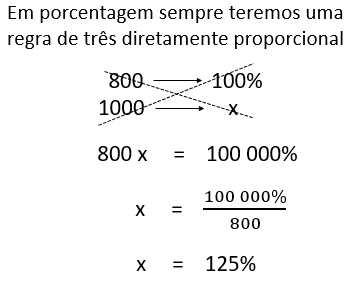 Em porcentagem sempre teremos uma
regra de três diretamente proporcional
800 → 100%
1000 → x
800 x = 100 000%
x = 100 000% / 800
x = 125%